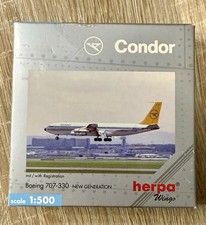 Condor
mit / with Registration
Boeing 707-330 NEW GENERATION
herpa
Wings
scale 1:500